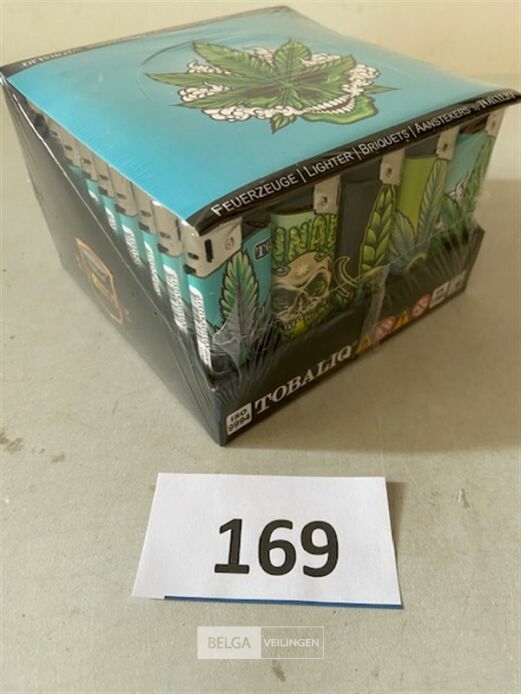 FEUERZEUGE | LIGHTER | BRIQUETS | AANSTEKERS
ISO
9994
TOBALIQ
169
BELGA VEILINGEN